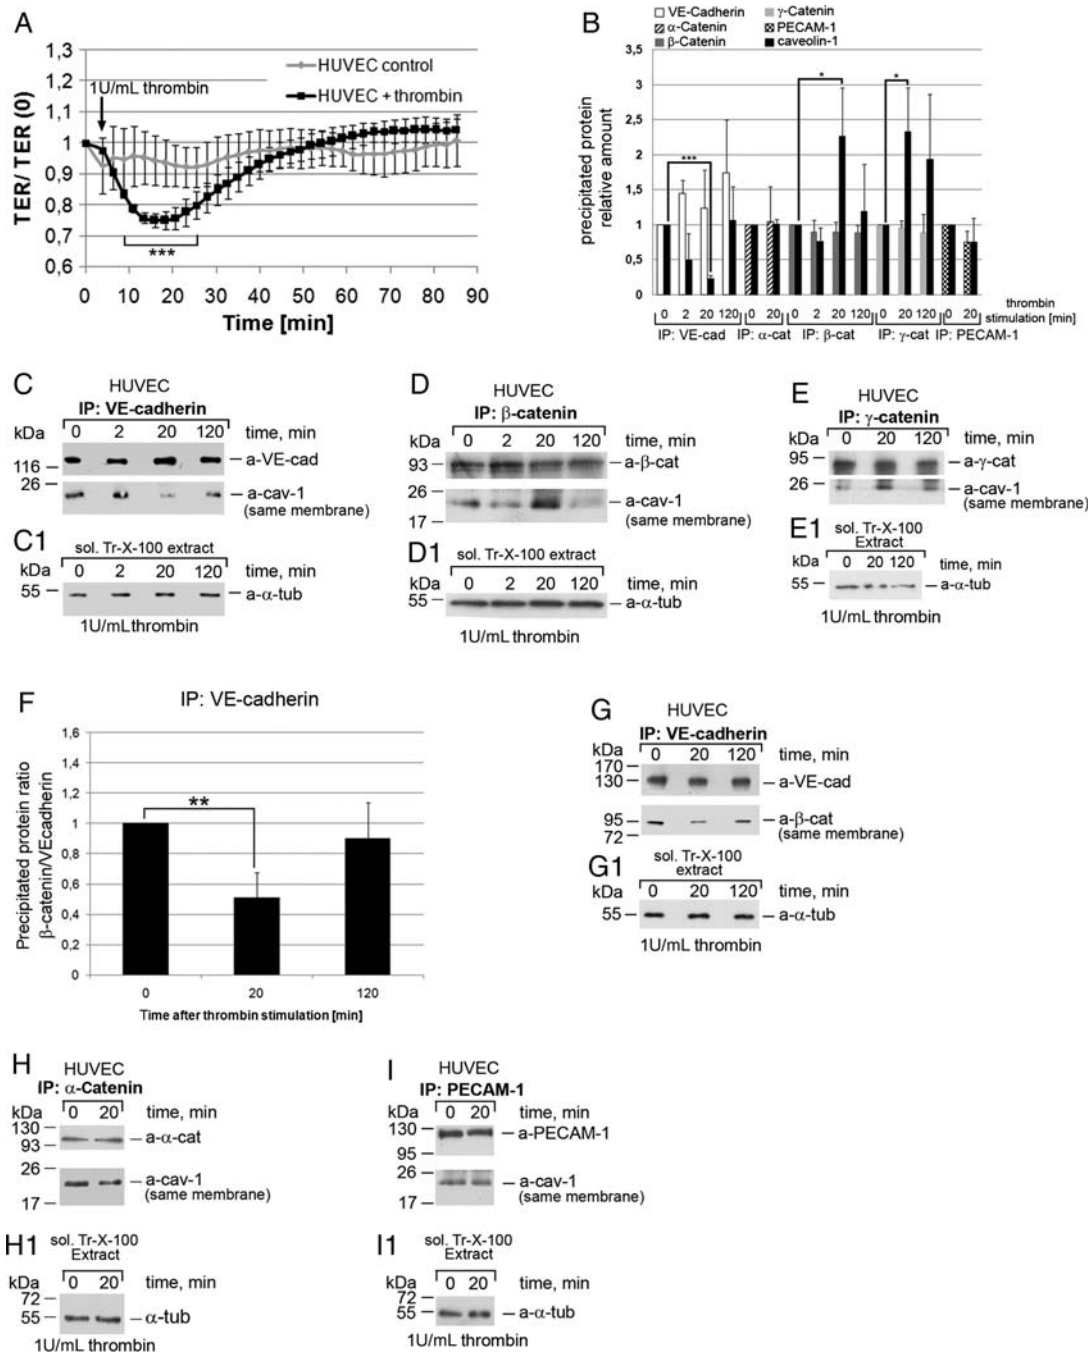 A
1,3
1,2
1,1
1
0,9
0,8
0,7
0,6
TER/ TER (0)
1U/mL thrombin
HUVEC control
HUVEC + thrombin
***
0 10 20 30 40 50 60 70 80 90
Time [min]
B
VE-Cadherin
α-Catenin
β-Catenin
γ-Catenin
PECAM-1
caveolin-1
3,5
3
2,5
2
1,5
1
0,5
0
precipitated protein
relative amount
***
*
*
0 2 20 120 0 20 0 2 20 120 0 20 120 0 20
thrombin
stimulation [min]
IP: VE-cad IP: α-cat IP: β-cat IP: γ-cat IP: PECAM-1
C
HUVEC
IP: VE-cadherin
kDa 0 2 20 120 time, min
116
a-VE-cad
26
a-cav-1
(same membrane)
C1
sol. Tr-X-100 extract
kDa 0 2 20 120 time, min
55
a-α-tub
1U/mL thrombin
D
HUVEC
IP: β-catenin
kDa 0 2 20 120 time, min
93
a-β-cat
26
17
a-cav-1
(same membrane)
D1
sol. Tr-X-100 extract
kDa 0 2 20 120 time, min
55
a-α-tub
1U/mL thrombin
E
HUVEC
IP: γ-catenin
kDa 0 20 120 time, min
95
a-γ-cat
26
a-cav-1
(same membrane)
E1
sol. Tr-X-100
Extract
kDa 0 20 120 time, min
55
a-α-tub
1U/mL thrombin
F
IP: VE-cadherin
1,6
1,4
1,2
1
0,8
0,6
0,4
0,2
0
Precipitated protein ratio
β-catenin/VEcadherin
**
0 20 120
Time after thrombin stimulation [min]
G
HUVEC
IP: VE-cadherin
kDa 0 20 120 time, min
170
130
a-VE-cad
95
72
a-β-cat
(same membrane)
G1
sol. Tr-X-100
extract
kDa 0 20 120 time, min
55
a-α-tub
1U/mL thrombin
H
HUVEC
IP: α-Catenin
kDa 0 20 time, min
130
93
a-α-cat
26
17
a-cav-1
(same membrane)
H1
sol. Tr-X-100
Extract
kDa 0 20 time, min
72
55
α-tub
1U/mL thrombin
I
HUVEC
IP: PECAM-1
kDa 0 20 time, min
130
95
a-PECAM-1
26
17
a-cav-1
(same membrane)
I1
sol. Tr-X-100
Extract
kDa 0 20 time, min
72
55
a-α-tub
1U/mL thrombin